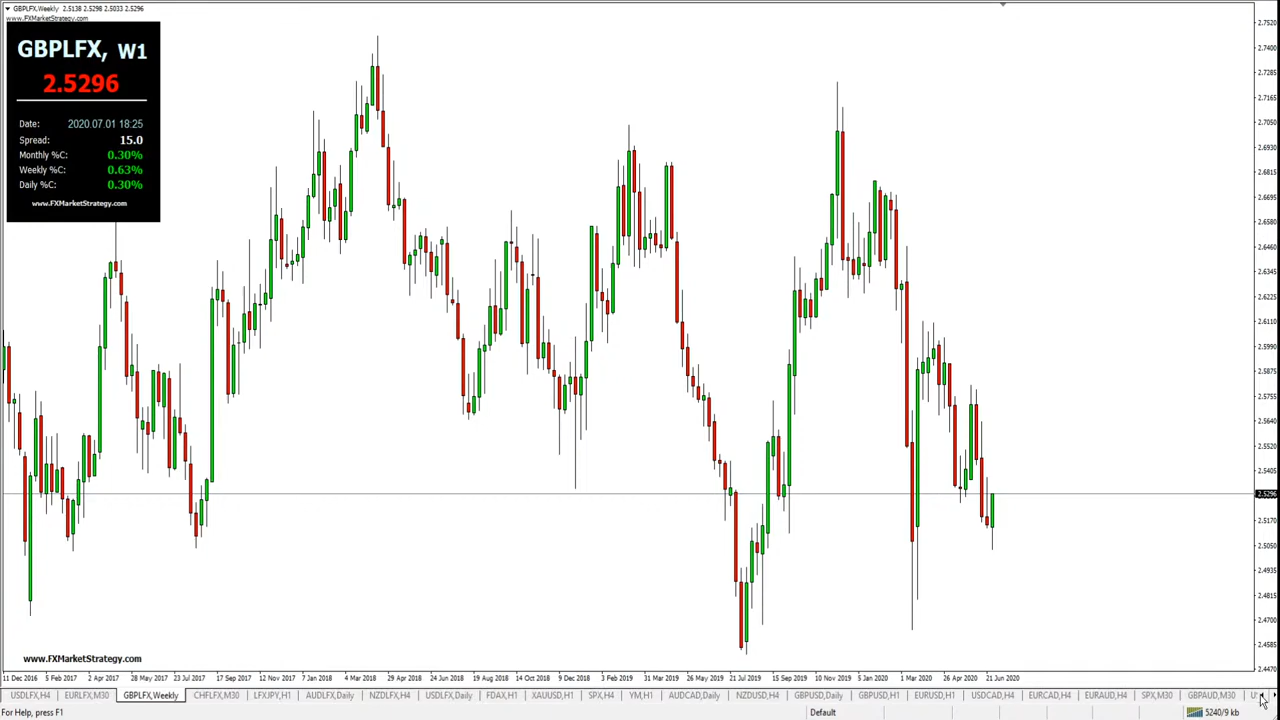 GBPLFX,Weekly 2.5138 2.5298 2.5033 2.5296
www.FXMarketStrategy.com
GBPLFX, W1
2.5296
Date: 2020.07.01 18:25
Spread: 15.0
Monthly %C: 0.30%
Weekly %C: 0.63%
Daily %C: 0.30%
www.FXMarketStrategy.com
2.7520
2.7400
2.7285
2.7165
2.7050
2.6930
2.6815
2.6695
2.6580
2.6460
2.6345
2.6225
2.6110
2.5990
2.5875
2.5755
2.5640
2.5520
2.5405
2.5296
2.5170
2.5050
2.4935
2.4815
2.4700
2.4585
2.4470
www.FXMarketStrategy.com
11 Dec 2016 5 Feb 2017 2 Apr 2017 28 May 2017 23 Jul 2017 17 Sep 2017 12 Nov 2017 7 Jan 2018 4 Mar 2018 29 Apr 2018 24 Jun 2018 19 Aug 2018 14 Oct 2018 9 Dec 2018 3 Feb 2019 31 Mar 2019 26 May 2019 21 Jul 2019 15 Sep 2019 10 Nov 2019 5 Jan 2020 1 Mar 2020 26 Apr 2020 21 Jun 2020
USDLFX,H4 EURLFX,M30 GBPLFX,Weekly CHFLFX,M30 LFXJPY,H1 AUDLFX,Daily NZDLFX,H4 USDLFX,Daily FDAX,H1 XAUUSD,H1 SPX,H4 YM,H1 AUDCAD,Daily NZDUSD,H4 GBPUSD,Daily GBPUSD,H1 EURUSD,H1 USDCAD,H4 EURCAD,H4 EURAUD,H4 SPX,M30 GBPAUD,M30
For Help, press F1 Default 5240/9 kb